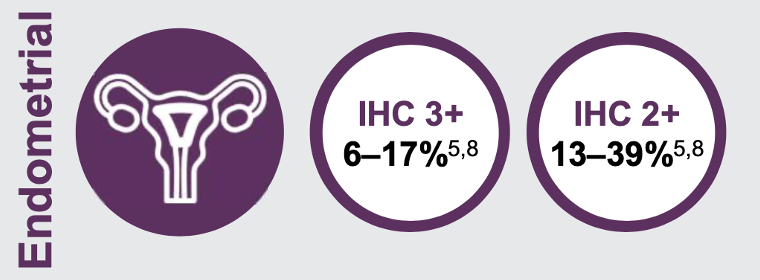 Endometrial
IHC 3+
6–17%5,8
IHC 2+
13–39%5,8